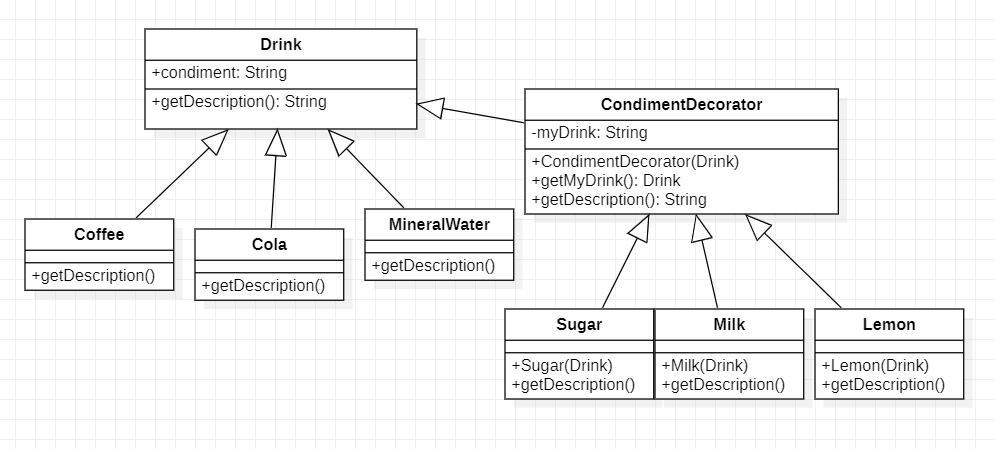 Drink
+condiment: String
+getDescription(): String
CondimentDecorator
-myDrink: String
+CondimentDecorator(Drink)
+getMyDrink(): Drink
+getDescription(): String
Coffee
+getDescription()
Cola
+getDescription()
MineralWater
+getDescription()
Sugar
+Sugar(Drink)
+getDescription()
Milk
+Milk(Drink)
+getDescription()
Lemon
+Lemon(Drink)
+getDescription()